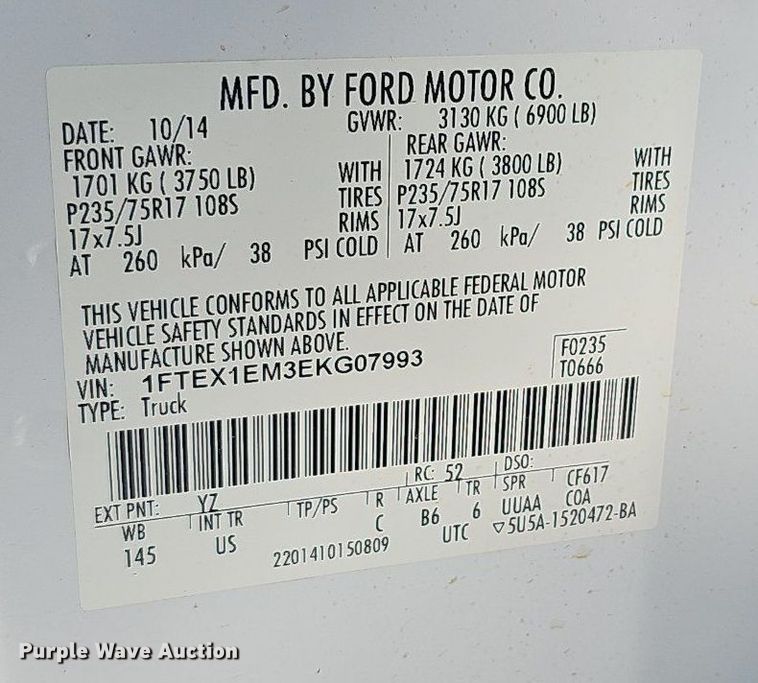 MFD. BY FORD MOTOR CO.
DATE: 10/14 GVWR: 3130 KG ( 6900 LB)
FRONT GAWR: REAR GAWR:
1701 KG ( 3750 LB) WITH 1724 KG ( 3800 LB) WITH
P235/75R17 108S TIRES P235/75R17 108S TIRES
17x7.5J RIMS 17x7.5J RIMS
AT 260 kPa/ 38 PSI COLD AT 260 kPa/ 38 PSI COLD
THIS VEHICLE CONFORMS TO ALL APPLICABLE FEDERAL MOTOR
VEHICLE SAFETY STANDARDS IN EFFECT ON THE DATE OF
MANUFACTURE SHOWN ABOVE.
VIN: 1FTEX1EM3EKG07993 F0235
TYPE: Truck T0666
EXT PNT: YZ RC: 52 DSO:
WB INT TR TP/PS R AXLE TR SPR CF617
145 US C B6 6 UUAA COA
2201410150809 UTC ▽5U5A-1520472-BA
Purple Wave Auction